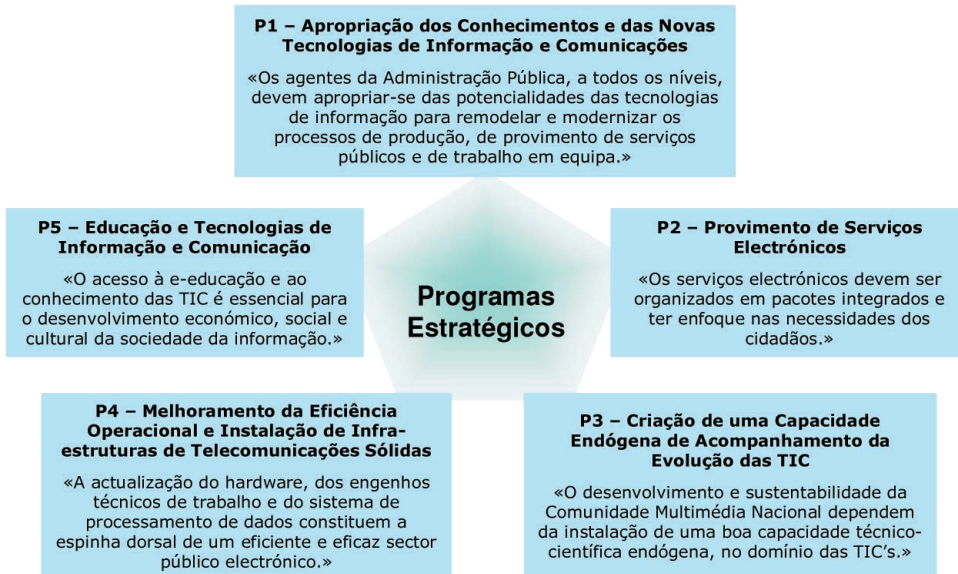 P1 – Apropriação dos Conhecimentos e das Novas
Tecnologias de Informação e Comunicações
«Os agentes da Administração Pública, a todos os níveis,
devem apropriar-se das potencialidades das tecnologias
de informação para remodelar e modernizar os
processos de produção, de provimento de serviços
públicos e de trabalho em equipa.»
P5 – Educação e Tecnologias de
Informação e Comunicação
«O acesso à e-educação e ao
conhecimento das TIC é essencial para
o desenvolvimento económico, social e
cultural da sociedade da informação.»
Programas
Estratégicos
P2 – Provimento de Serviços
Electrónicos
«Os serviços electrónicos devem ser
organizados em pacotes integrados e
ter enfoque nas necessidades dos
cidadãos.»
P4 – Melhoramento da Eficiência
Operacional e Instalação de Infra-
estruturas de Telecomunicações Sólidas
«A actualização do hardware, dos engenhos
técnicos de trabalho e do sistema de
processamento de dados constituem a
espinha dorsal de um eficiente e eficaz sector
público electrónico.»
P3 – Criação de uma Capacidade
Endógena de Acompanhamento da
Evolução das TIC
«O desenvolvimento e sustentabilidade da
Comunidade Multimédia Nacional dependem
da instalação de uma boa capacidade técnico-
científica endógena, no domínio das TIC's.»